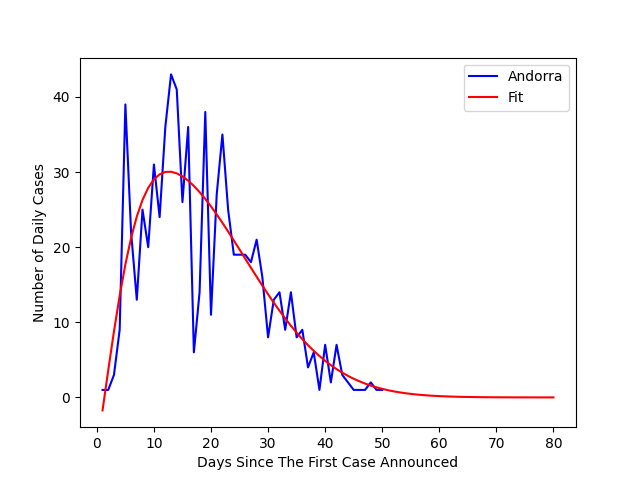 Andorra
Fit
Number of Daily Cases
40
30
20
10
0
0 10 20 30 40 50 60 70 80
Days Since The First Case Announced